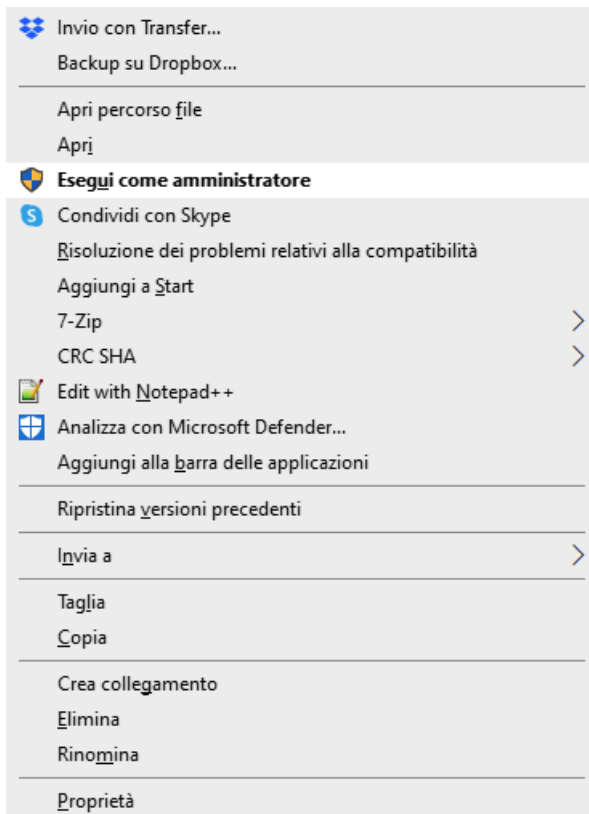 Invio con Transfer...
Backup su Dropbox...
Apri percorso file
Apri
Esegui come amministratore
Condividi con Skype
Risoluzione dei problemi relativi alla compatibilità
Aggiungi a Start
7-Zip
CRC SHA
Edit with Notepad++
Analizza con Microsoft Defender...
Aggiungi alla barra delle applicazioni
Ripristina versioni precedenti
Invia a
Taglia
Copia
Crea collegamento
Elimina
Rinomina
Proprietà